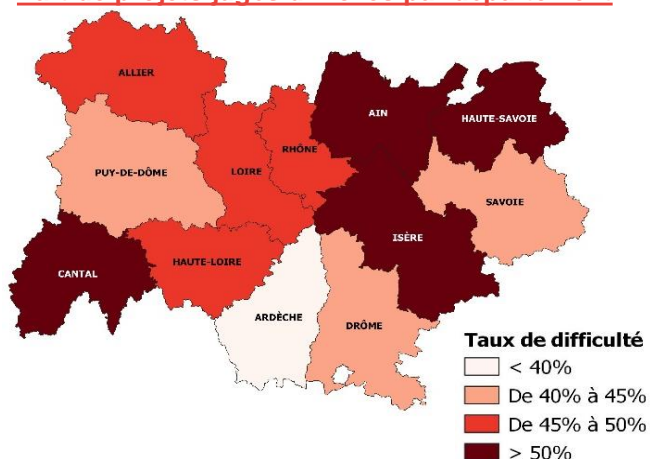 ALLIER
AIN
HAUTE-SAVOIE
RHÔNE
PUY-DE-DÔME
LOIRE
SAVOIE
ISÈRE
HAUTE-LOIRE
CANTAL
ARDÈCHE
DRÔME
Taux de difficulté
< 40%
De 40% à 45%
De 45% à 50%
> 50%